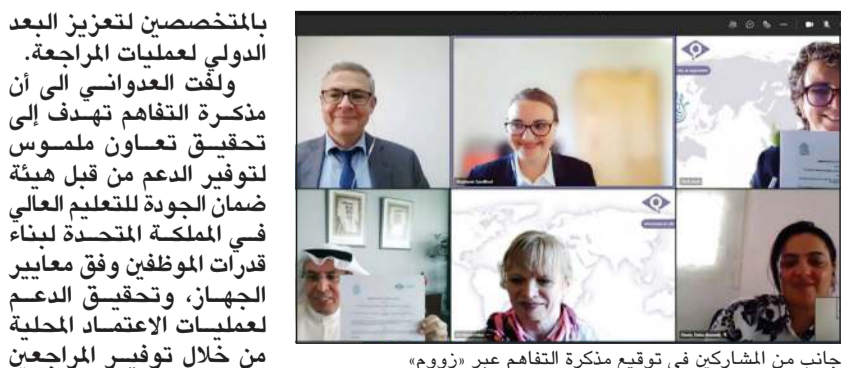 بالمتخصصين لتعزيز البعد
الدولي لعمليات المراجعة.
ولفت العدواني الى أن
مذكرة التفاهم تهدف إلى
تحقيق تعاون ملموس
لتوفير الدعم من قبل هيئة
ضمان الجودة للتعليم العالي
في المملكة المتحدة لبناء
قدرات الموظفين وفق معايير
الجهاز، وتحقيق الدعم
لعمليات الاعتماد المحلية
من خلال توفير المراجعين
جانب من المشاركين في توقيع مذكرة التفاهم عبر «زووم»